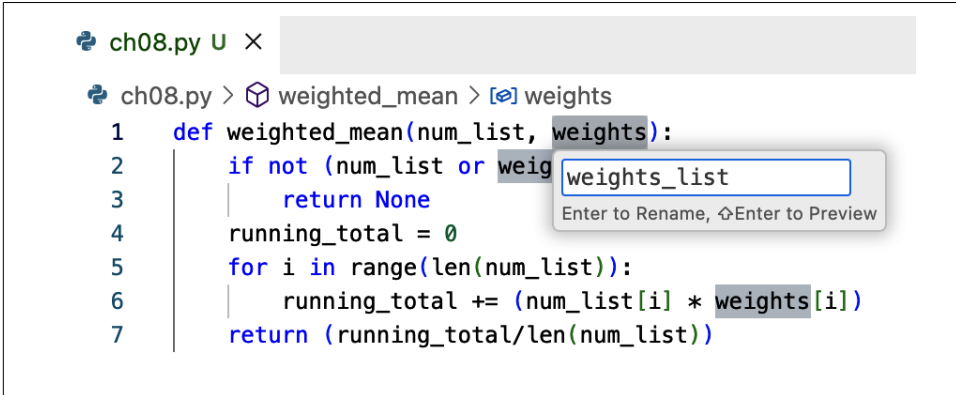 ch08.py U ×
ch08.py > weighted_mean > weights
1 def weighted_mean(num_list, weights):
2     if not (num_list or weig
weights_list
3         return None
Enter to Rename, ⇧Enter to Preview
4     running_total = 0
5     for i in range(len(num_list)):
6         running_total += (num_list[i] * weights[i])
7     return (running_total/len(num_list))